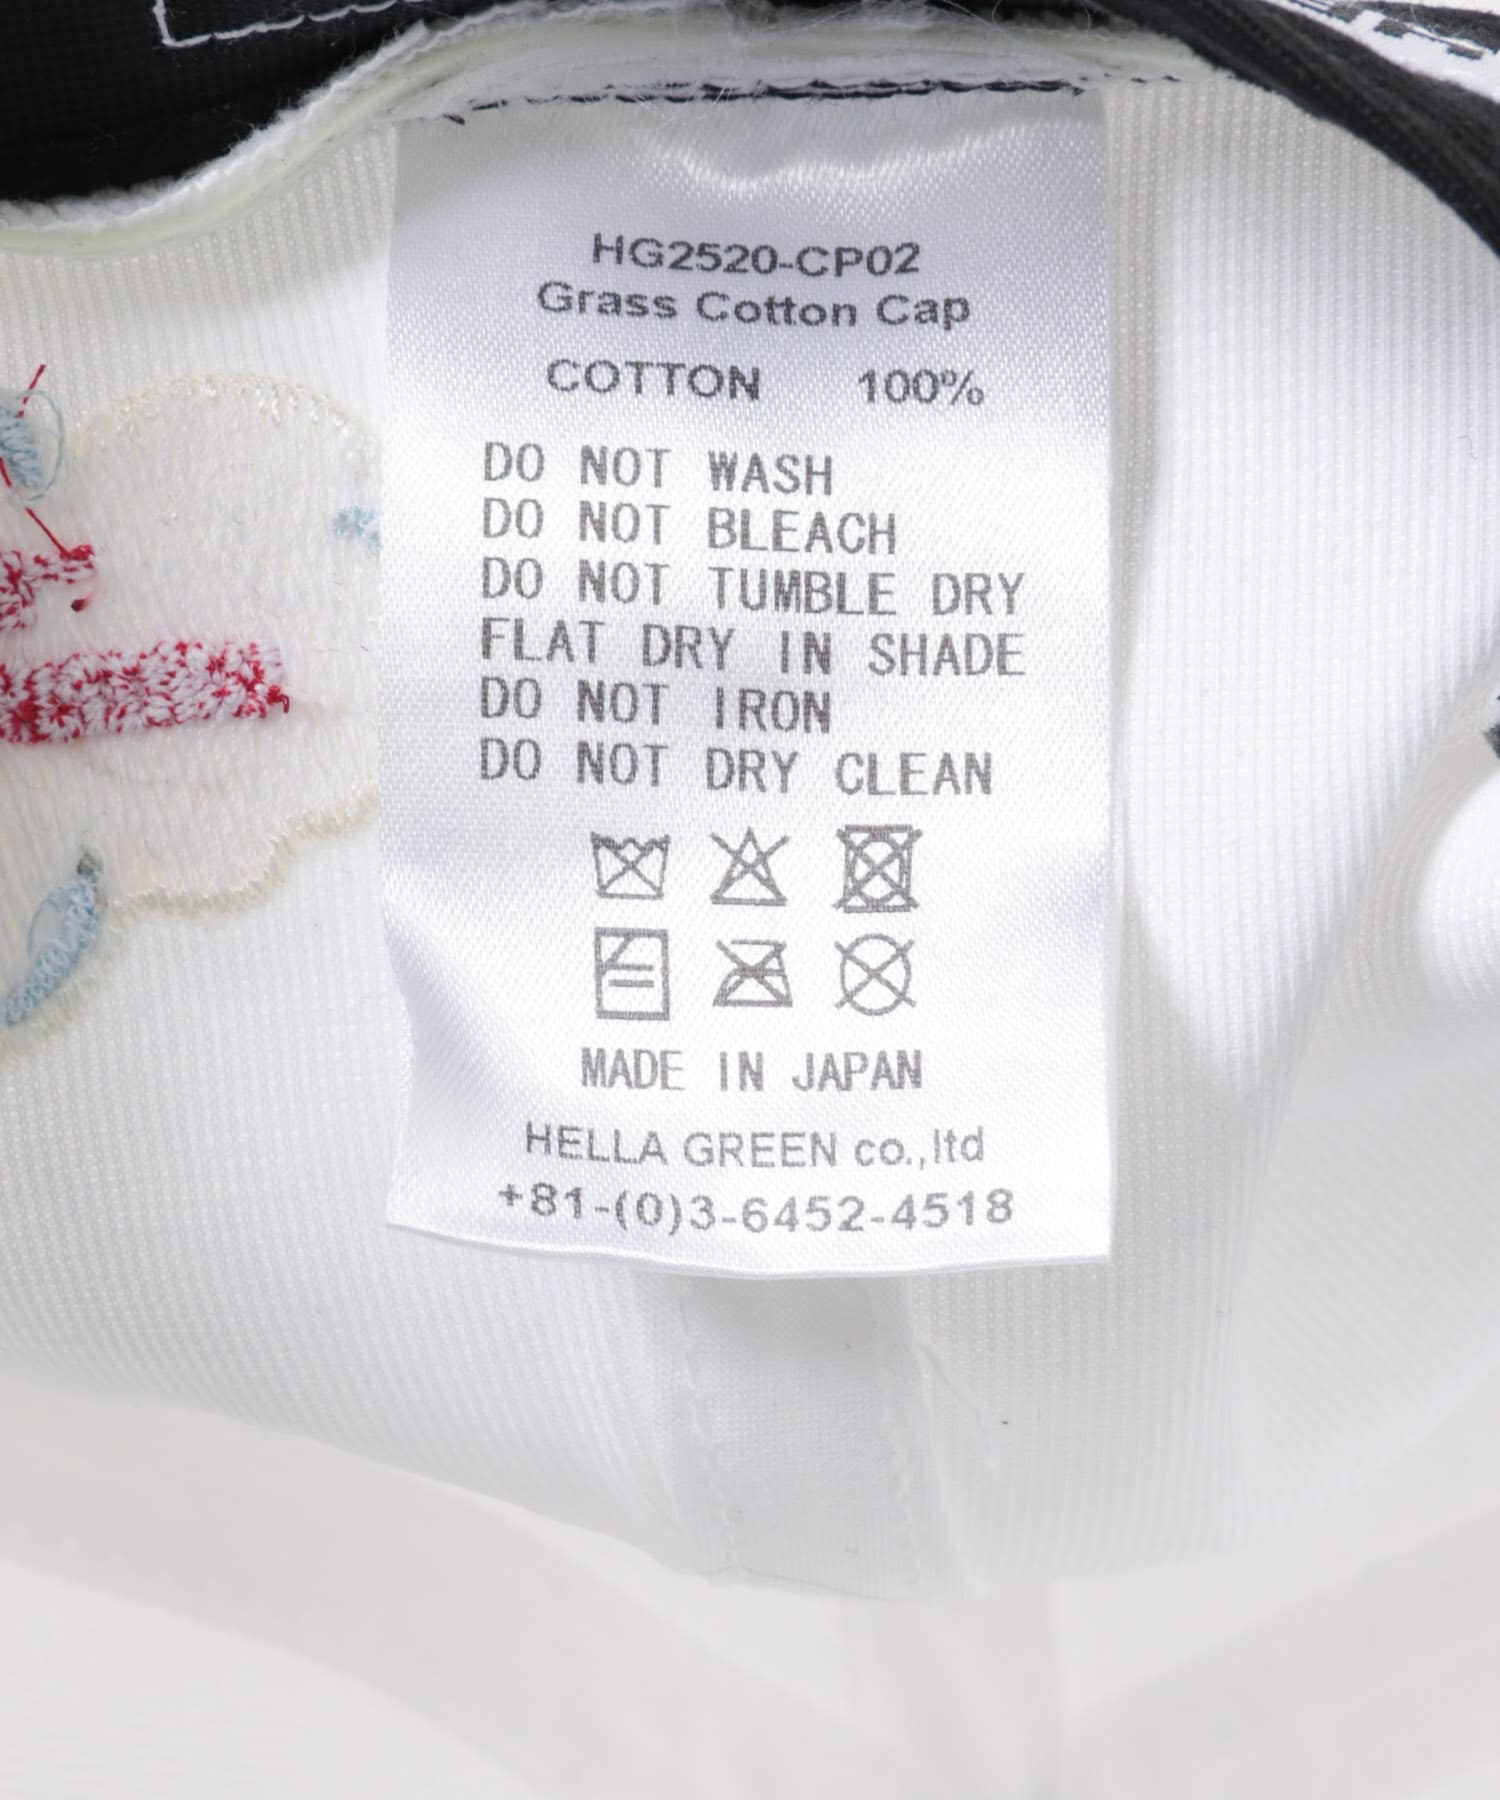 HG2520-CP02
Grass Cotton Cap
COTTON 100%
DO NOT WASH
DO NOT BLEACH
DO NOT TUMBLE DRY
FLAT DRY IN SHADE
DO NOT IRON
DO NOT DRY CLEAN
MADE IN JAPAN
HELLA GREEN co.,ltd
+81-(0)3-6452-4518